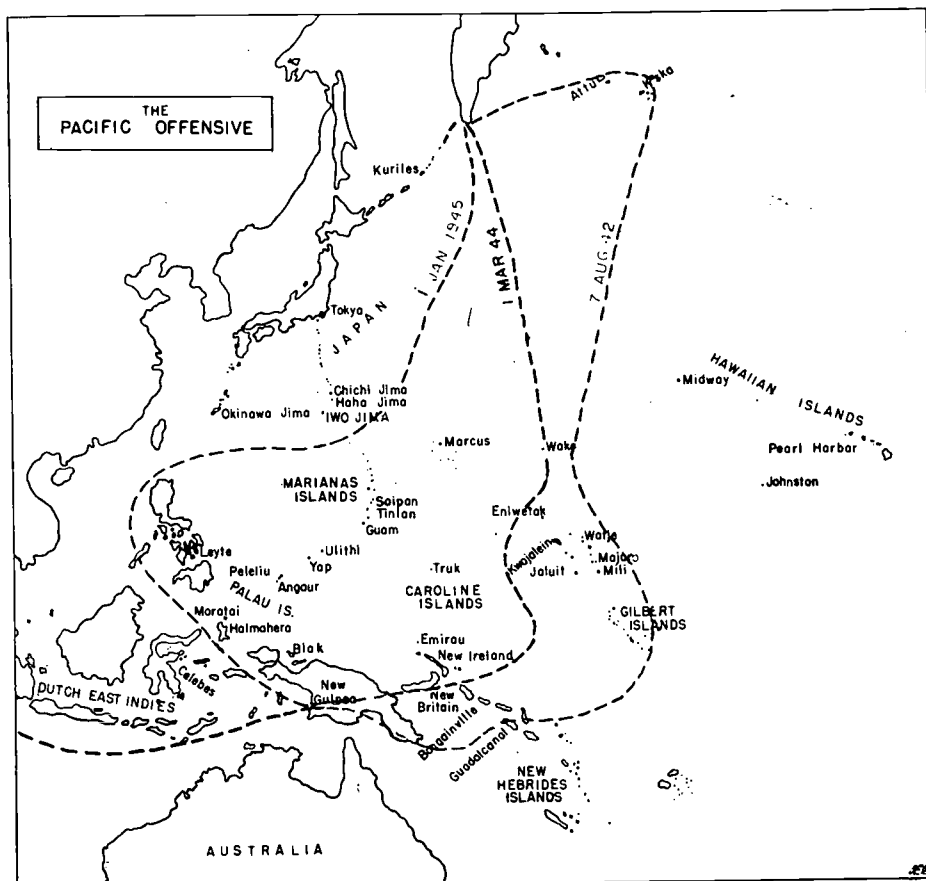 THE
PACIFIC OFFENSIVE
Attu
Kuriles
1 JAN 1945
1 MAR 44
7 AUG 42
Tokyo
JAPAN
HAWAIIAN ISLANDS
Midway
Chichi Jima
Haha Jima
Okinawa Jima
IWO JIMA
Marcus
Wake
Pearl Harbor
Johnston
MARIANAS
ISLANDS
Saipan
Tinian
Guam
Eniwetak
Wotje
Leyte
Ulithi
Yap
Kwajalein
Majuro
Jaluit
Mili
Peleliu
Angaur
PALAU IS.
Truk
CAROLINE
ISLANDS
GILBERT
ISLANDS
Morotai
Halmahera
Biak
Emirau
New Ireland
Celebes
DUTCH EAST INDIES
New
Guinea
New
Britain
Bougainville
Guadalcanal
NEW
HEBRIDES
ISLANDS
AUSTRALIA